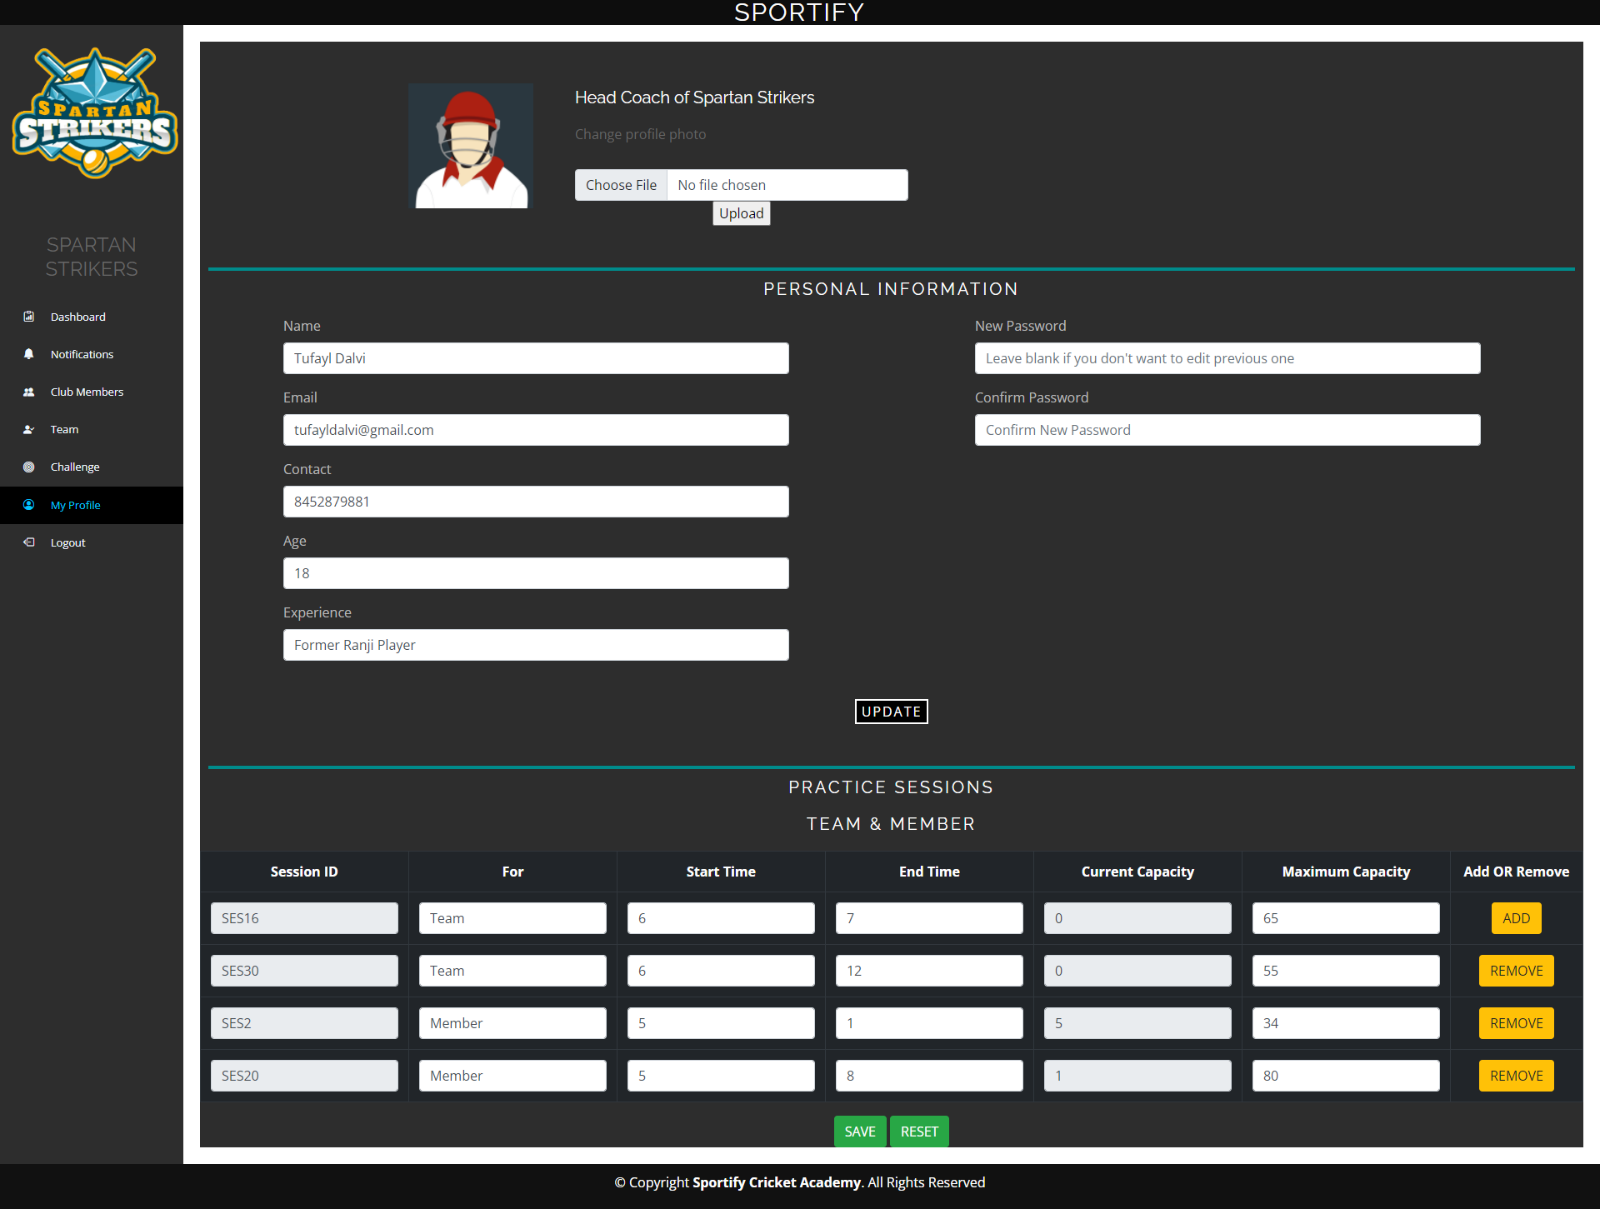 SPORTIFY
SPARTAN
STRIKERS
SPARTAN
STRIKERS
Dashboard
Notifications
Club Members
Team
Challenge
My Profile
Logout
Head Coach of Spartan Strikers
Change profile photo
Choose File No file chosen
Upload
PERSONAL INFORMATION
Name
Tufayl Dalvi
Email
tufayldalvi@gmail.com
Contact
8452879881
Age
18
Experience
Former Ranji Player
New Password
Leave blank if you don't want to edit previous one
Confirm Password
Confirm New Password
UPDATE
PRACTICE SESSIONS
TEAM & MEMBER
Session ID For Start Time End Time Current Capacity Maximum Capacity Add OR Remove
SES16 Team 6 7 0 65 ADD
SES30 Team 6 12 0 55 REMOVE
SES2 Member 5 1 5 34 REMOVE
SES20 Member 5 8 1 80 REMOVE
SAVE RESET
© Copyright Sportify Cricket Academy. All Rights Reserved